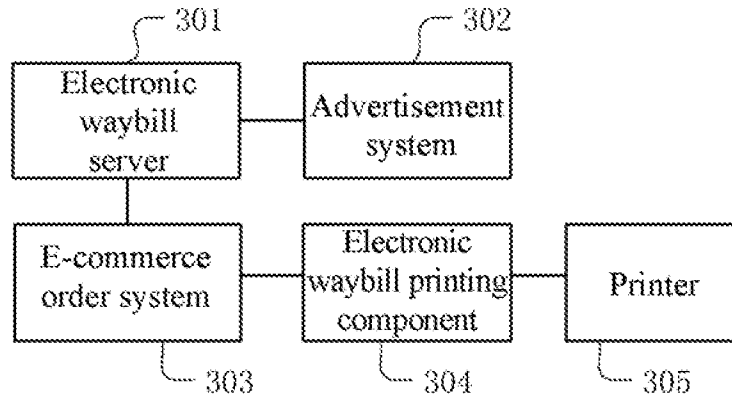 301
302
Electronic
waybill
server
Advertisement
system
E-commerce
order system
Electronic
waybill printing
component
Printer
303
304
305